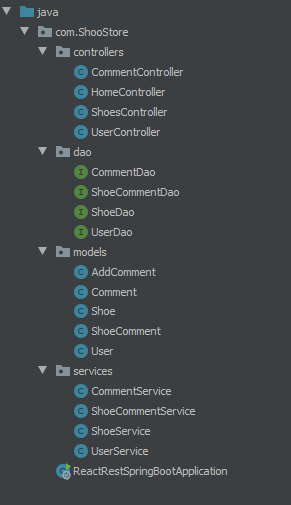 java
com.ShooStore
controllers
CommentController
HomeController
ShoesController
UserController
dao
CommentDao
ShoeCommentDao
ShoeDao
UserDao
models
AddComment
Comment
Shoe
ShoeComment
User
services
CommentService
ShoeCommentService
ShoeService
UserService
ReactRestSpringBootApplication